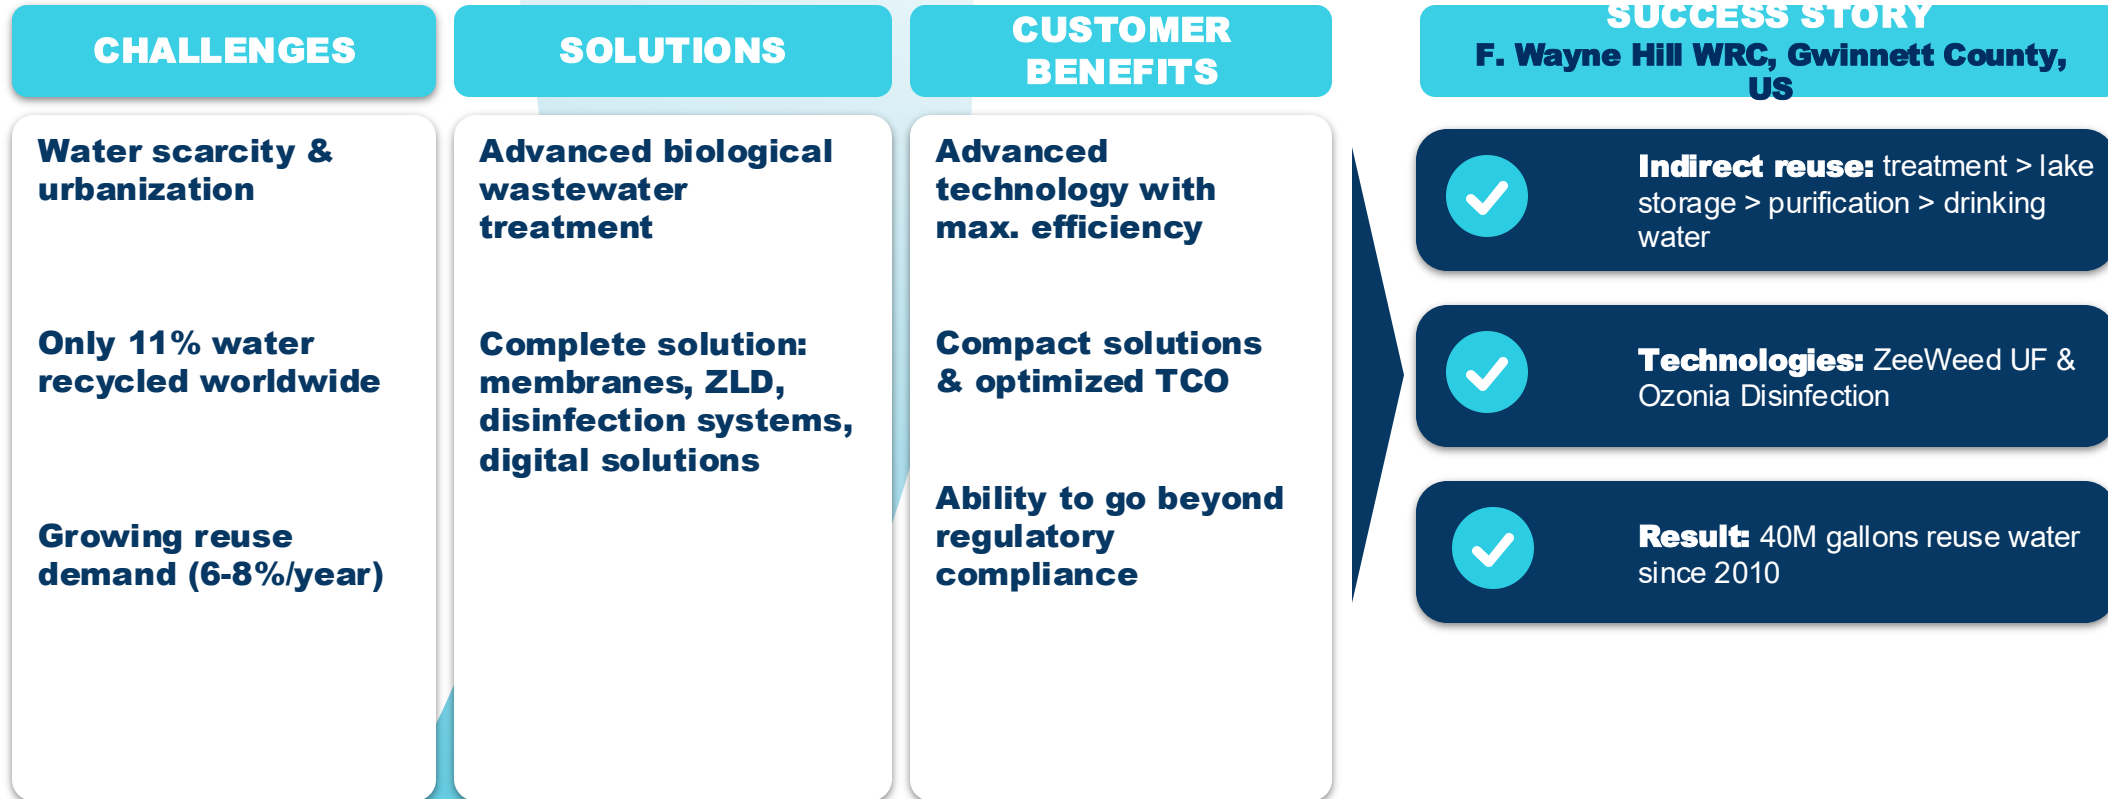 CHALLENGES
Water scarcity &
urbanization
Only 11% water
recycled worldwide
Growing reuse
demand (6-8%/year)
SOLUTIONS
Advanced biological
wastewater
treatment
Complete solution:
membranes, ZLD,
disinfection systems,
digital solutions
CUSTOMER
BENEFITS
Advanced
technology with
max. efficiency
Compact solutions
& optimized TCO
Ability to go beyond
regulatory
compliance
SUCCESS STORY
F. Wayne Hill WRC, Gwinnett County,
US
Indirect reuse: treatment > lake
storage > purification > drinking
water
Technologies: ZeeWeed UF &
Ozonia Disinfection
Result: 40M gallons reuse water
since 2010